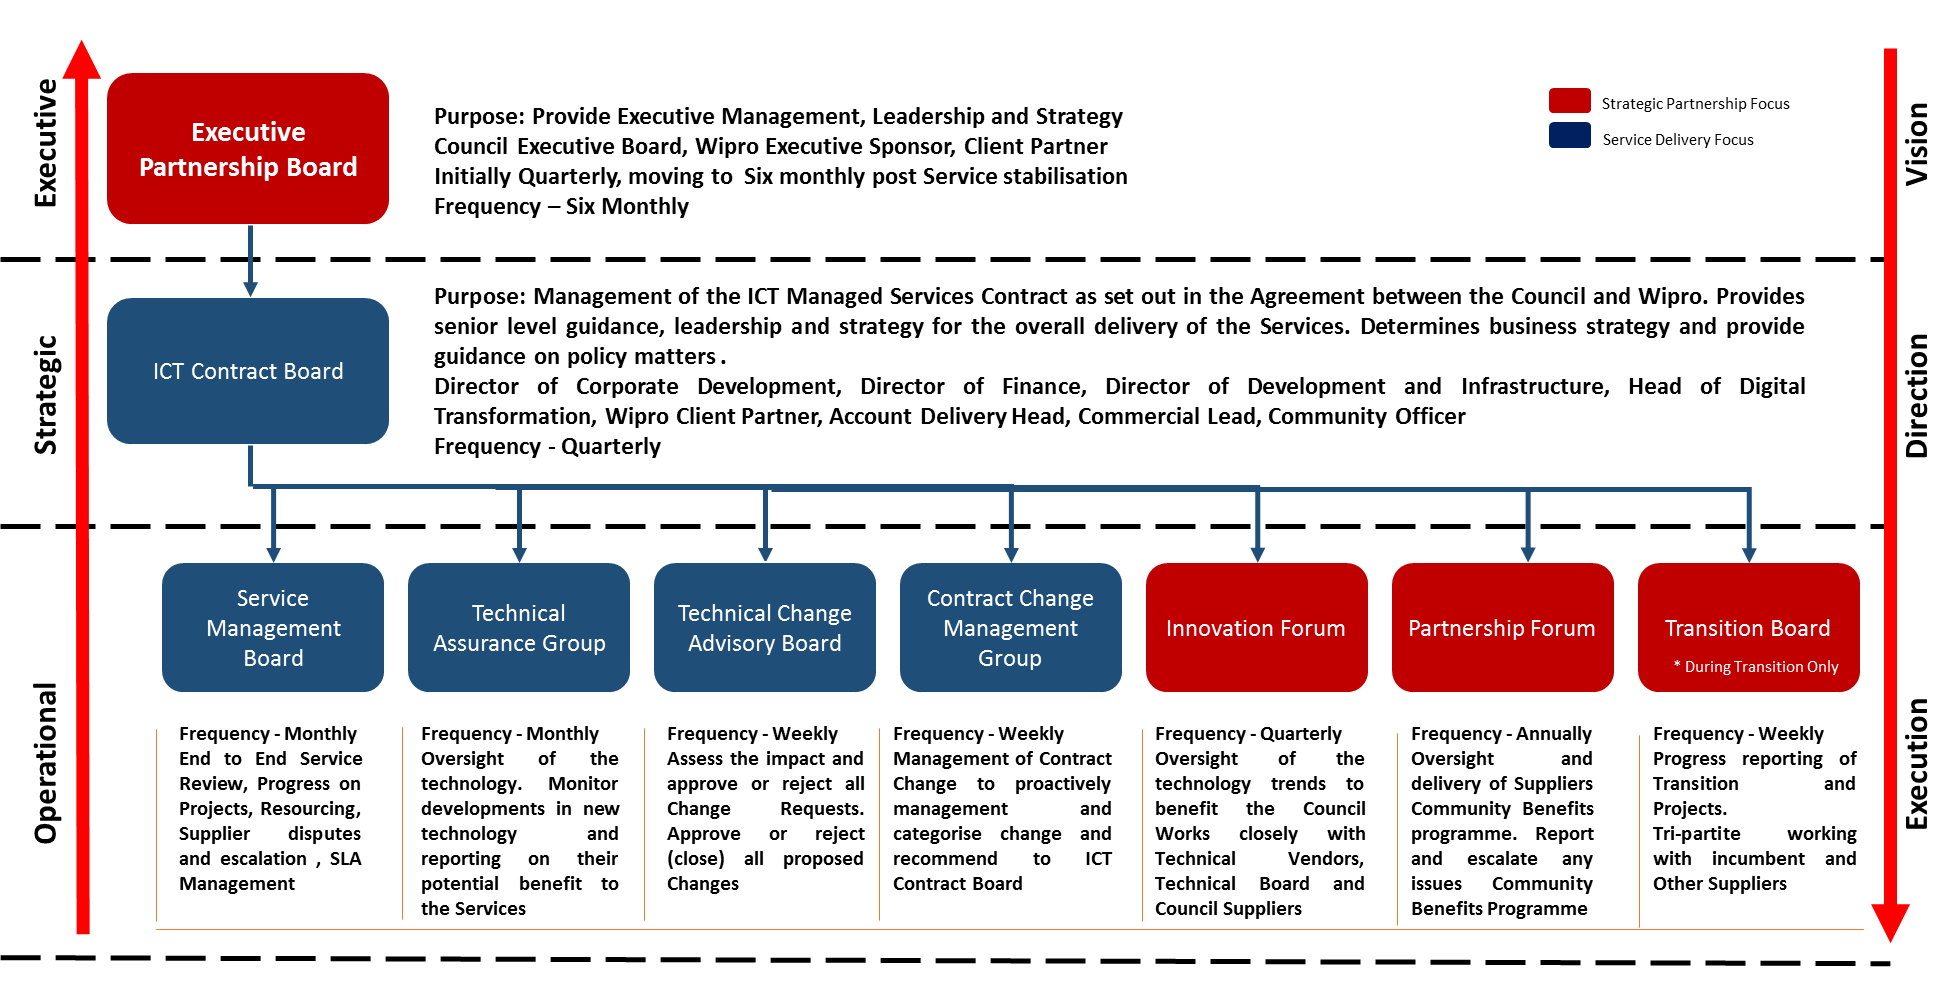 Executive
Executive
Partnership Board
Purpose: Provide Executive Management, Leadership and Strategy
Council Executive Board, Wipro Executive Sponsor, Client Partner
Initially Quarterly, moving to Six monthly post Service stabilisation
Frequency – Six Monthly
Strategic Partnership Focus
Service Delivery Focus
Vision
Strategic
ICT Contract Board
Purpose: Management of the ICT Managed Services Contract as set out in the Agreement between the Council and Wipro. Provides
senior level guidance, leadership and strategy for the overall delivery of the Services. Determines business strategy and provide
guidance on policy matters .
Director of Corporate Development, Director of Finance, Director of Development and Infrastructure, Head of Digital
Transformation, Wipro Client Partner, Account Delivery Head, Commercial Lead, Community Officer
Frequency - Quarterly
Direction
Operational
Service
Management
Board
Technical
Assurance Group
Technical Change
Advisory Board
Contract Change
Management
Group
Innovation Forum
Partnership Forum
Transition Board
* During Transition Only
Frequency - Monthly
End to End Service
Review, Progress on
Projects, Resourcing,
Supplier disputes
and escalation , SLA
Management
Frequency - Monthly
Oversight of the
technology. Monitor
developments in new
technology and
reporting on their
potential benefit to
the Services
Frequency - Weekly
Assess the impact and
approve or reject all
Change Requests.
Approve or reject
(close) all proposed
Changes
Frequency - Weekly
Management of Contract
Change to proactively
management and
categorise change and
recommend to ICT
Contract Board
Frequency - Quarterly
Oversight of the
technology trends to
benefit the Council
Works closely with
Technical Vendors,
Technical Board and
Council Suppliers
Frequency - Annually
Oversight and
delivery of Suppliers
Community Benefits
programme. Report
and escalate any
issues Community
Benefits Programme
Frequency - Weekly
Progress reporting of
Transition and
Projects.
Tri-partite working
with incumbent and
Other Suppliers
Execution